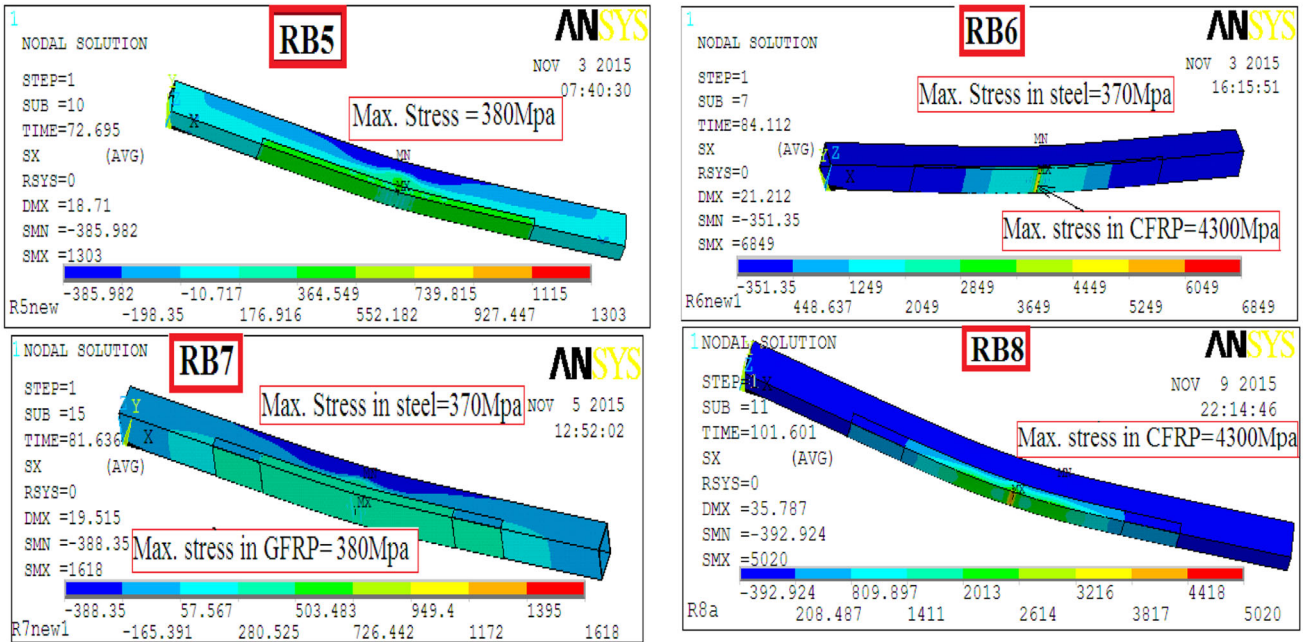 1
NODAL SOLUTION
RB5
ANSYS
NOV 3 2015
07:40:30
STEP=1
SUB =10
TIME=72.695
SX (AVG)
RSYS=0
DMX =18.71
SMN =-385.982
SMX =1303
Max. Stress =380Mpa
Y
X
MN
MX
-385.982 -10.717 364.549 739.815 1115
-198.35 176.916 552.182 927.447 1303
R5new
1
NODAL SOLUTION
RB6
ANSYS
NOV 3 2015
16:15:51
STEP=1
SUB =7
TIME=84.112
SX (AVG)
RSYS=0
DMX =21.212
SMN =-351.35
SMX =6849
Max. Stress in steel=370Mpa
MN
Y Z
X
MX
Max. stress in CFRP=4300Mpa
-351.35 1249 2849 4449 6049
448.637 2049 3649 5249 6849
R6new1
1
NODAL SOLUTION
RB7
ANSYS
NOV 5 2015
12:52:02
STEP=1
SUB =15
TIME=81.636
SX (AVG)
RSYS=0
DMX =19.515
SMN =-388.35
SMX =1618
Max. Stress in steel=370Mpa
Y
X
MX
Max. stress in GFRP=380Mpa
-388.35 57.567 503.483 949.4 1395
-165.391 280.525 726.442 1172 1618
R7new1
1
NODAL SOLUTION
RB8
ANSYS
NOV 9 2015
22:14:46
SUB =11
TIME=101.601
SX (AVG)
RSYS=0
DMX =35.787
SMN =-392.924
SMX =5020
Max. stress in CFRP=4300Mpa
Z
MN
MX
-392.924 809.897 2013 3216 4418
208.487 1411 2614 3817 5020
R8a